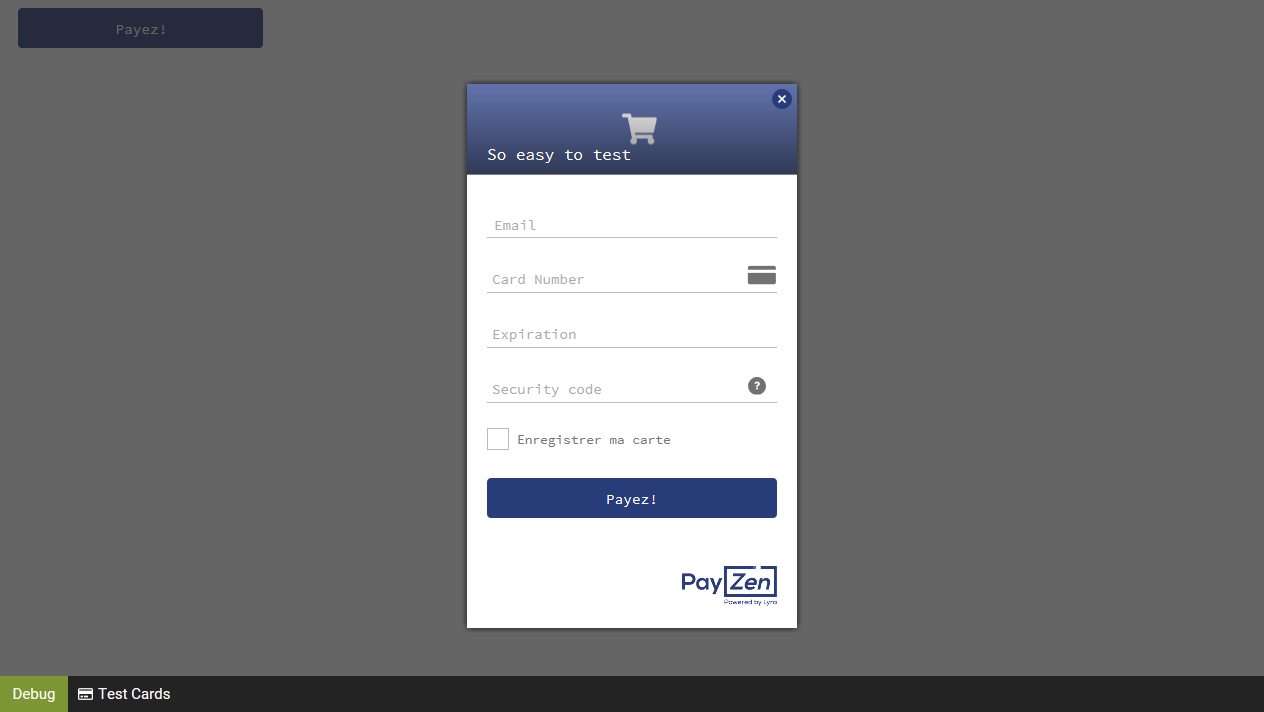 Payez!
So easy to test
Email
Card Number
Expiration
Security code
?
Enregistrer ma carte
Payez!
PayZen
Powered by Lyra
Debug
Test Cards